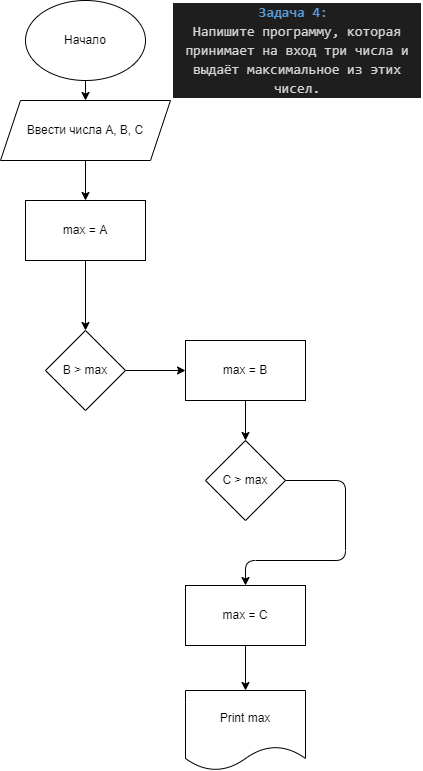 Задача 4:
Напишите программу, которая
принимает на вход три числа и
выдаёт максимальное из этих
чисел.
Начало
Ввести числа A, B, C
max = A
B > max
max = B
C > max
max = C
Print max